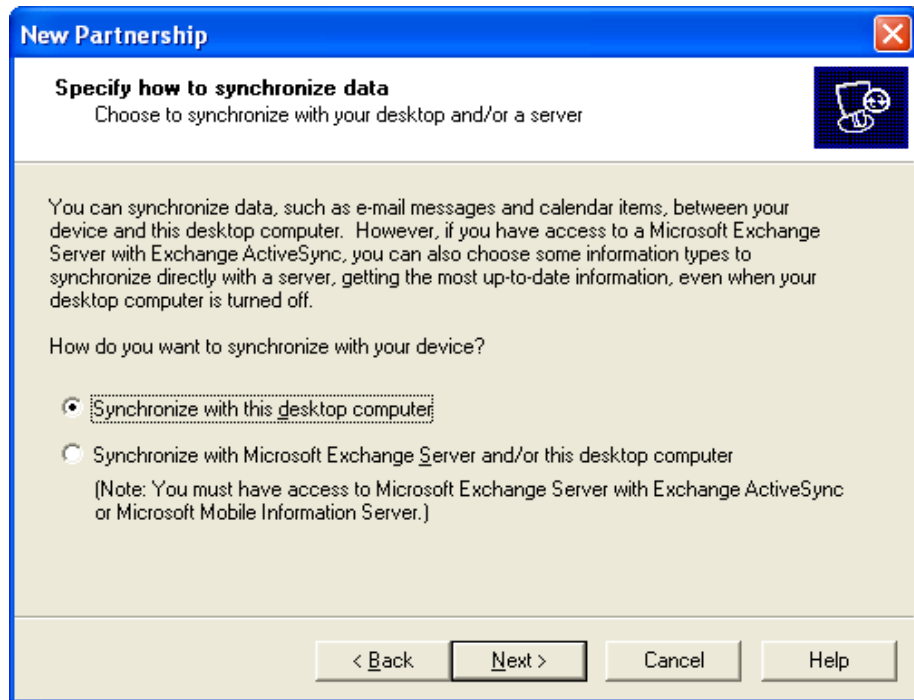 New Partnership
Specify how to synchronize data
Choose to synchronize with your desktop and/or a server
You can synchronize data, such as e-mail messages and calendar items, between your
device and this desktop computer.  However, if you have access to a Microsoft Exchange
Server with Exchange ActiveSync, you can also choose some information types to
synchronize directly with a server, getting the most up-to-date information, even when your
desktop computer is turned off.
How do you want to synchronize with your device?
Synchronize with this desktop computer
Synchronize with Microsoft Exchange Server and/or this desktop computer
(Note: You must have access to Microsoft Exchange Server with Exchange ActiveSync
or Microsoft Mobile Information Server.)
< Back Next > Cancel Help